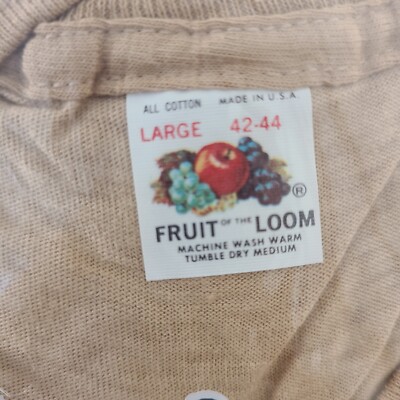 ALL COTTON MADE IN U.S.A.
LARGE 42-44
®
FRUIT OF THE LOOM
MACHINE WASH WARM
TUMBLE DRY MEDIUM